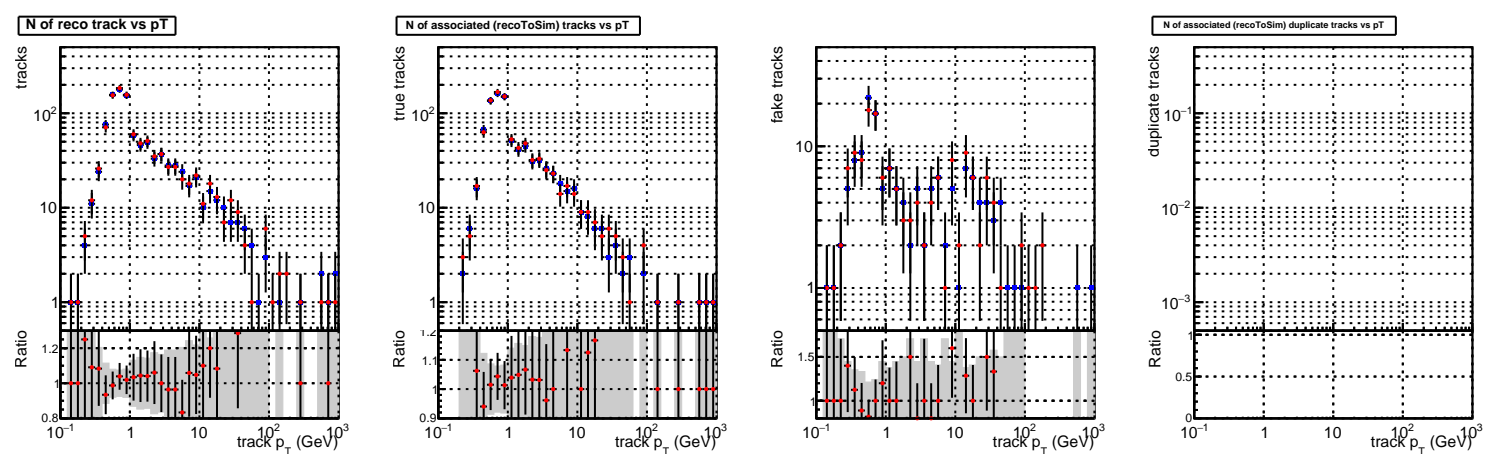 N of reco track vs pT
N of associated (recoToSim) tracks vs pT
N of associated (recoToSim) duplicate tracks vs pT
tracks
10²
10
1
Ratio
1.2
1
0.8
10⁻¹ 1 10 10² 10³
track p_T (GeV)
true tracks
10²
10
1
Ratio
1.2
1.1
1.0
0.9
10⁻¹ 1 10 10² 10³
track p_T (GeV)
fake tracks
10
1
Ratio
1.5
1
10⁻¹ 1 10 10² 10³
track p_T (GeV)
duplicate tracks
10⁻¹
10⁻²
10⁻³
Ratio
1
0.5
0
10⁻¹ 1 10 10² 10³
track p_T (GeV)